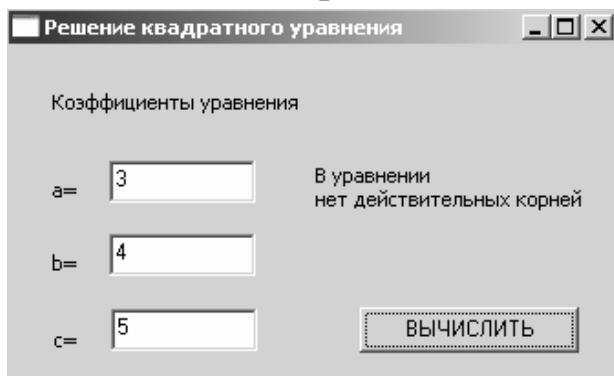 Решение квадратного уравнения
Коэффициенты уравнения
a= 3
В уравнении
нет действительных корней
b= 4
c= 5
ВЫЧИСЛИТЬ